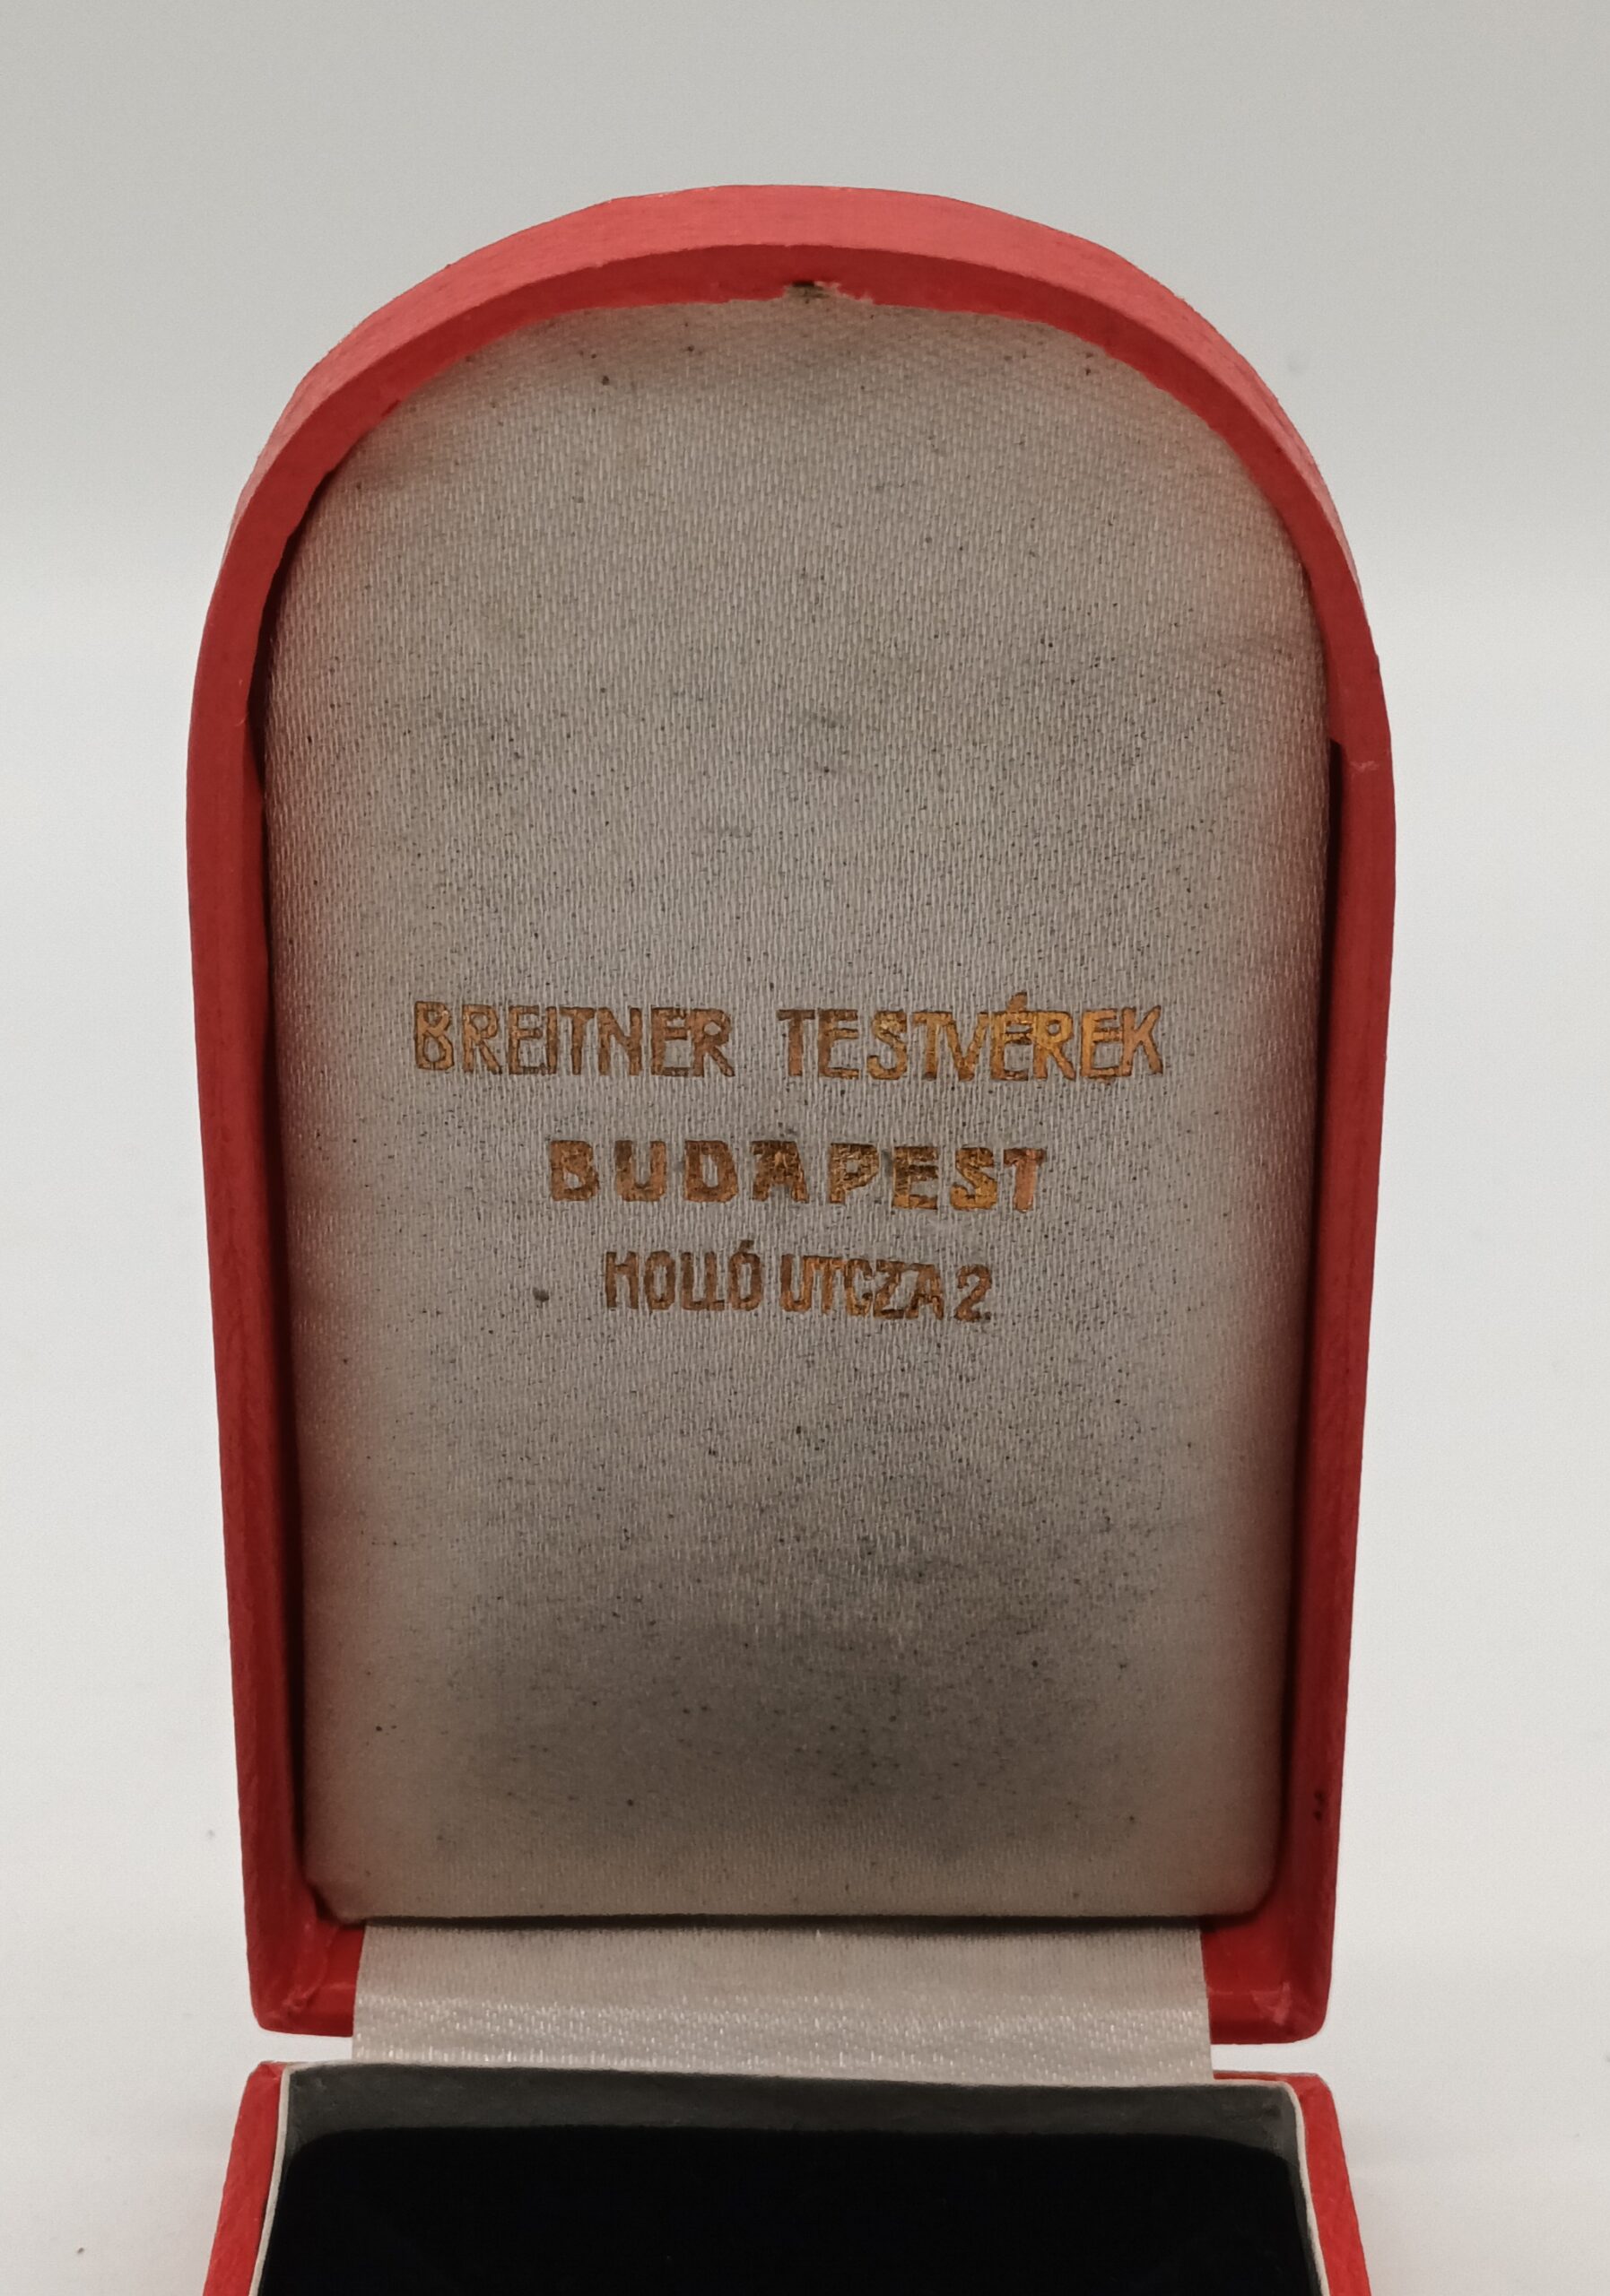 BREITNER TESTVÉREK
BUDAPEST
HOLLÓ UTCZA 2